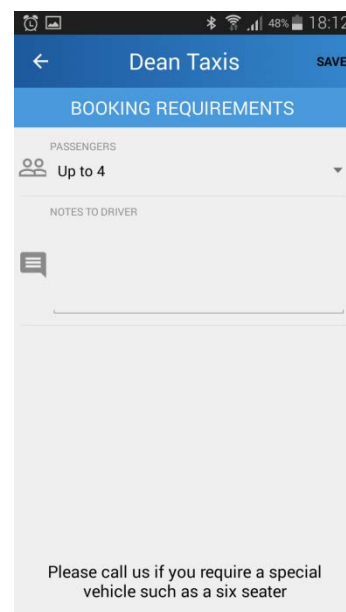 48% 18:12
Dean Taxis SAVE
BOOKING REQUIREMENTS
PASSENGERS
Up to 4
NOTES TO DRIVER
Please call us if you require a special
vehicle such as a six seater